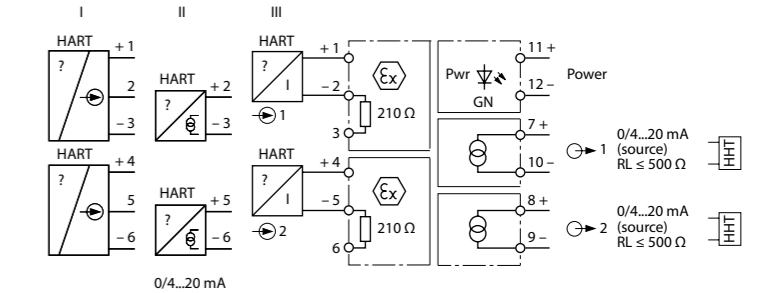 I II III
HART
? 
+ 1
2
– 3
HART
?
+ 2
– 3
HART
?
I
+ 1
– 2
3
1
Ex
210 Ω
Pwr
GN
11 +
12 –
Power
7 +
10 –
1
0/4...20 mA
(source)
RL ≤ 500 Ω
HHT
HART
?
+ 4
5
– 6
HART
?
+ 5
– 6
0/4...20 mA
HART
?
I
+ 4
– 5
6
2
Ex
210 Ω
8 +
9 –
2
0/4...20 mA
(source)
RL ≤ 500 Ω
HHT